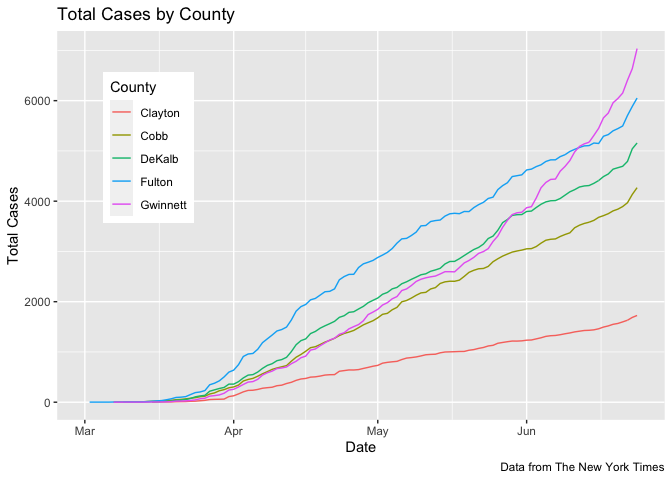 Total Cases by County
Total Cases
6000
4000
2000
0
County
Clayton
Cobb
DeKalb
Fulton
Gwinnett
Mar Apr May Jun
Date
Data from The New York Times